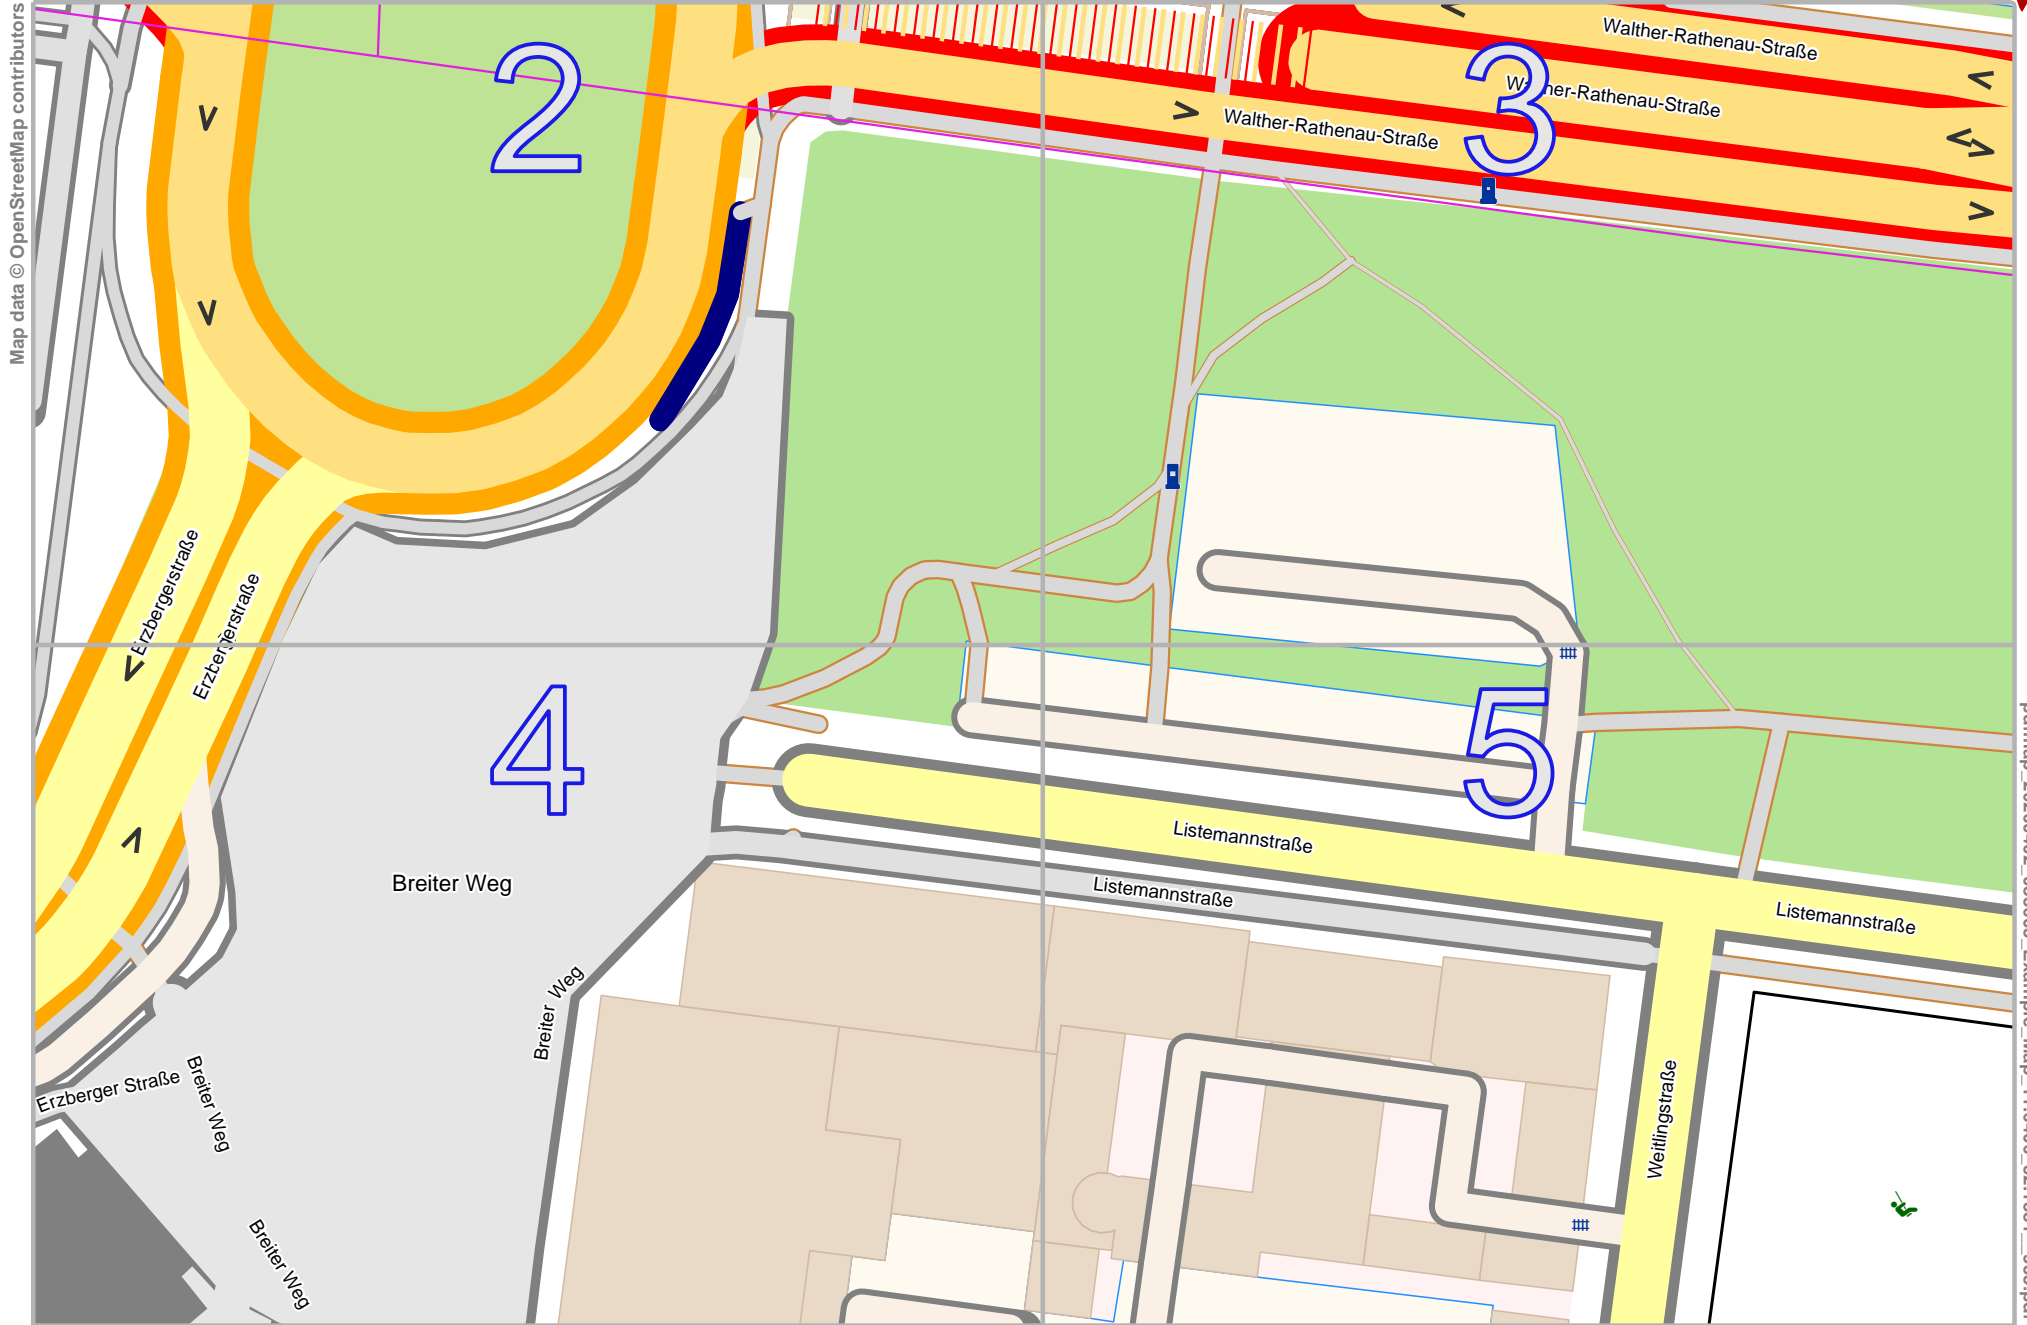 Map data © OpenStreetMap contributors
2
3
Walther-Rathenau-Straße
Walther-Rathenau-Straße
Walther-Rathenau-Straße
Erzbergerstraße
Erzbergerstraße
4
5
Listemannstraße
Listemannstraße
Listemannstraße
Breiter Weg
Breiter Weg
Erzberger Straße
Breiter Weg
Breiter Weg
Weitlingstraße